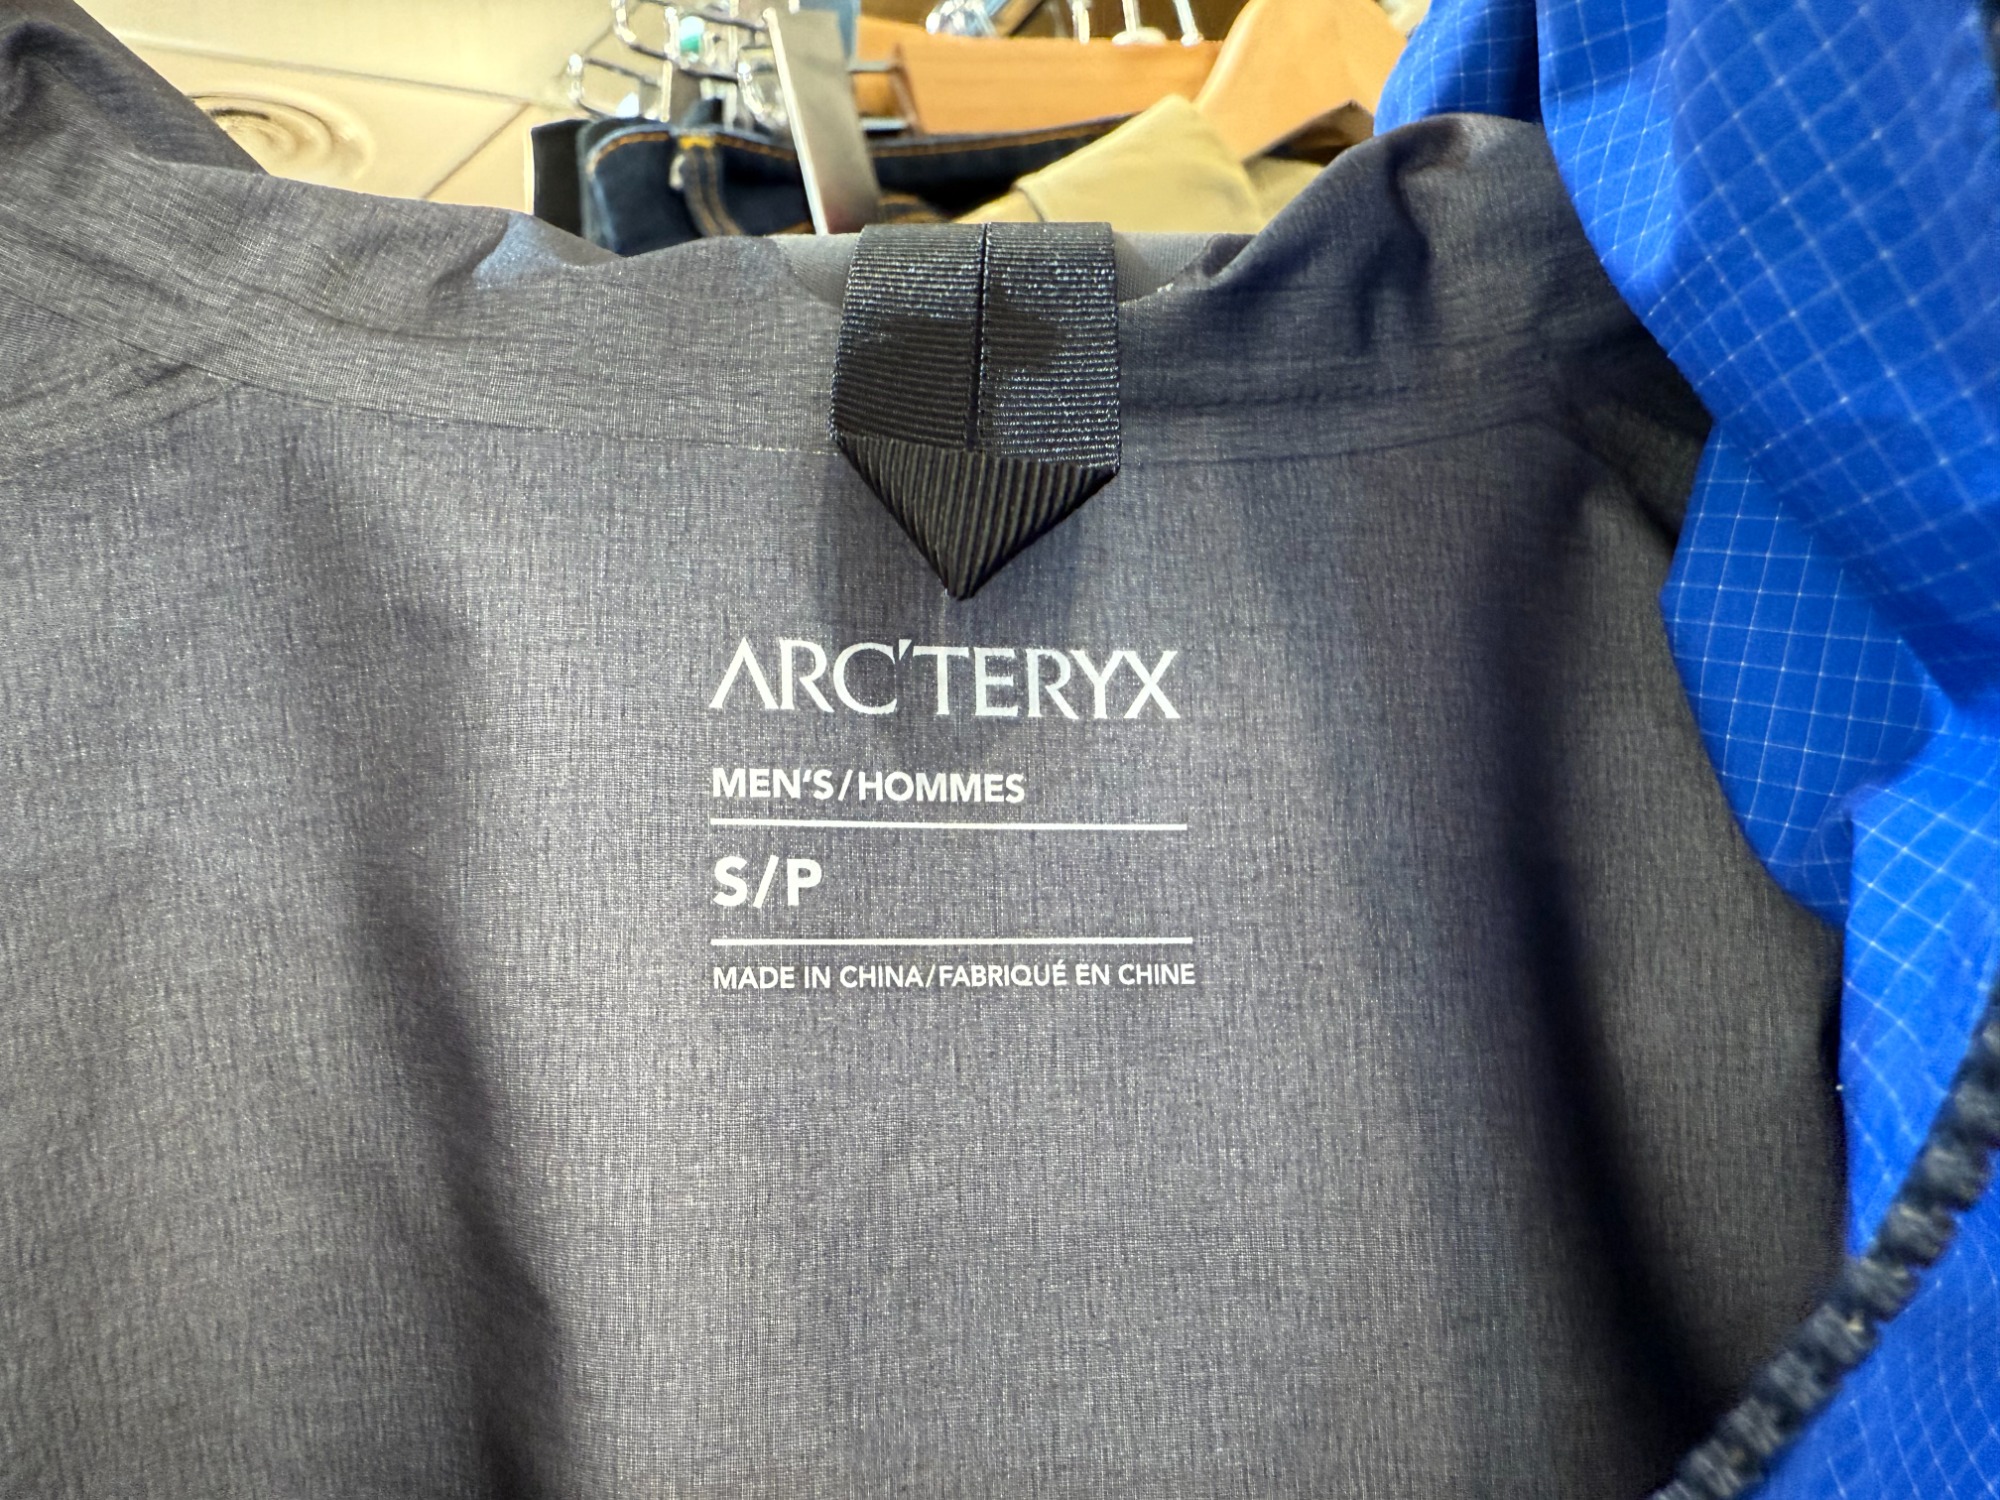 ARC'TERYX
MEN'S/HOMMES
S/P
MADE IN CHINA/FABRIQUÉ EN CHINE